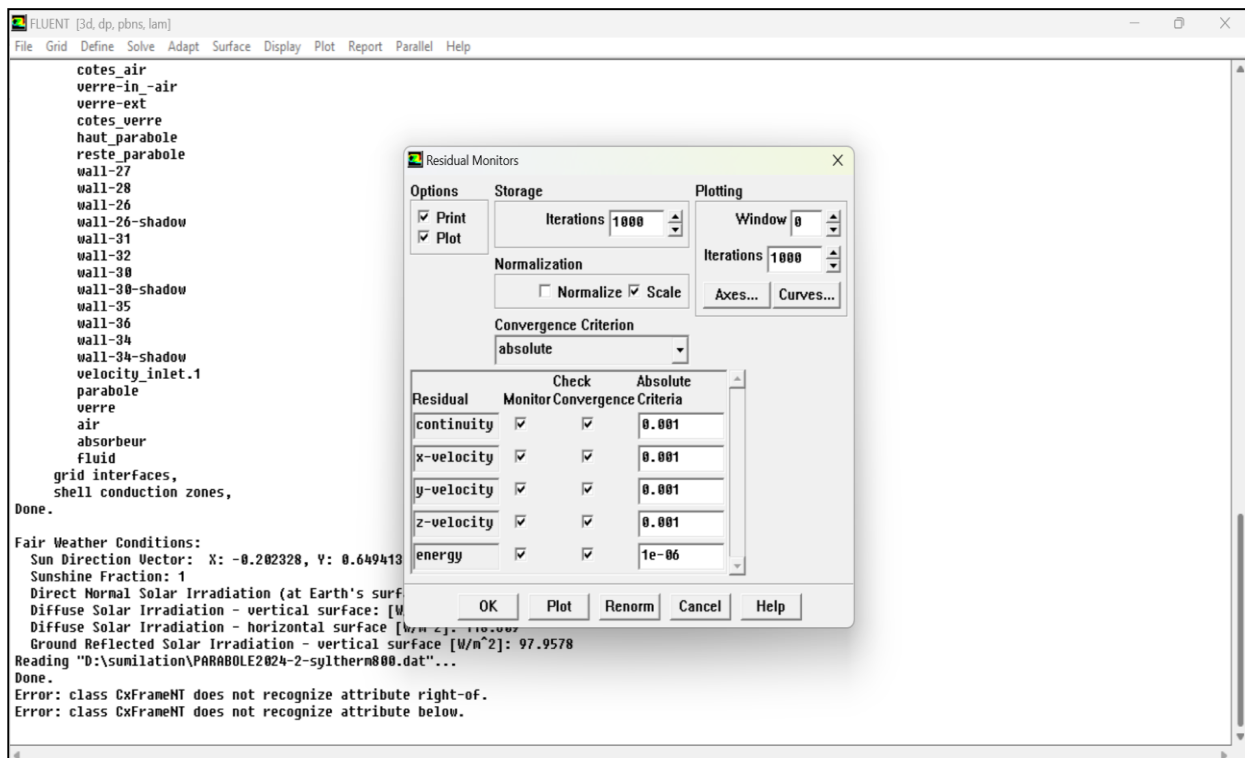 FLUENT [3d, dp, pbns, lam]
File Grid Define Solve Adapt Surface Display Plot Report Parallel Help
cotes_air
verre-in_-air
verre-ext
cotes_verre
haut_parabole
reste_parabole
wall-27
wall-28
wall-26
wall-26-shadow
wall-31
wall-32
wall-30
wall-30-shadow
wall-35
wall-36
wall-34
wall-34-shadow
velocity_inlet.1
parabole
verre
air
absorbeur
fluid
grid interfaces,
shell conduction zones,
Done.
Fair Weather Conditions:
Sun Direction Vector: X: -0.202328, Y: 0.649413
Sunshine Fraction: 1
Direct Normal Solar Irradiation (at Earth's surf
Diffuse Solar Irradiation - vertical surface: [W
Diffuse Solar Irradiation - horizontal surface [W/m^2]:
Ground Reflected Solar Irradiation - vertical surface [W/m^2]: 97.9578
Reading "D:\sumilation\PARABOLE2024-2-syltherm800.dat"...
Done.
Error: class CxFrameNT does not recognize attribute right-of.
Error: class CxFrameNT does not recognize attribute below.
Residual Monitors
Options
Print
Plot
Storage
Iterations 1000
Normalization
Normalize Scale
Convergence Criterion
absolute
Plotting
Window 0
Iterations 1000
Axes... Curves...
Residual Monitor Check Convergence Absolute Criteria
continuity 0.001
x-velocity 0.001
y-velocity 0.001
z-velocity 0.001
energy 1e-06
OK Plot Renorm Cancel Help